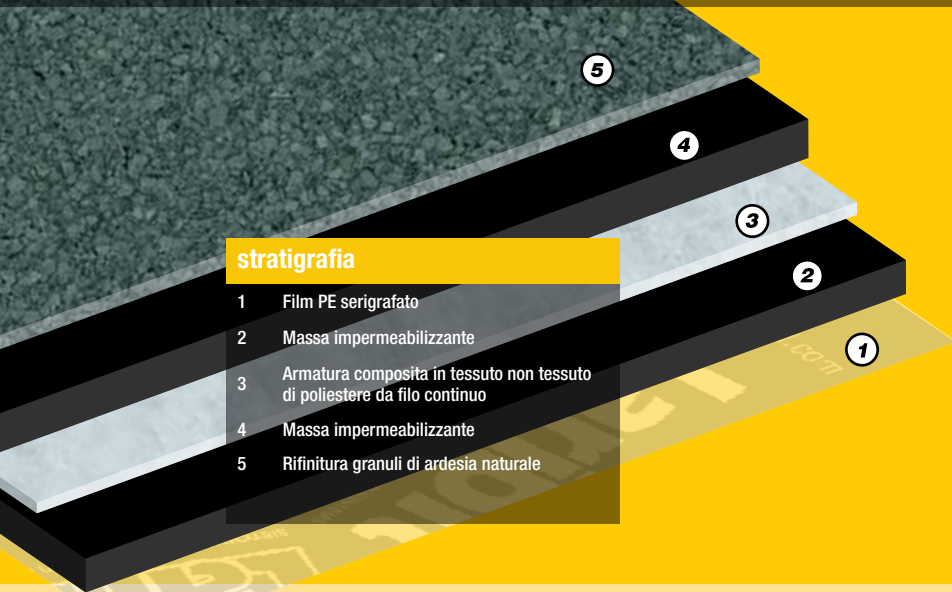 5
4
3
2
1
stratigrafia
1 Film PE serigrafato
2 Massa impermeabilizzante
3 Armatura composita in tessuto non tessuto
di poliestere da filo continuo
4 Massa impermeabilizzante
5 Rifinitura granuli di ardesia naturale
.com